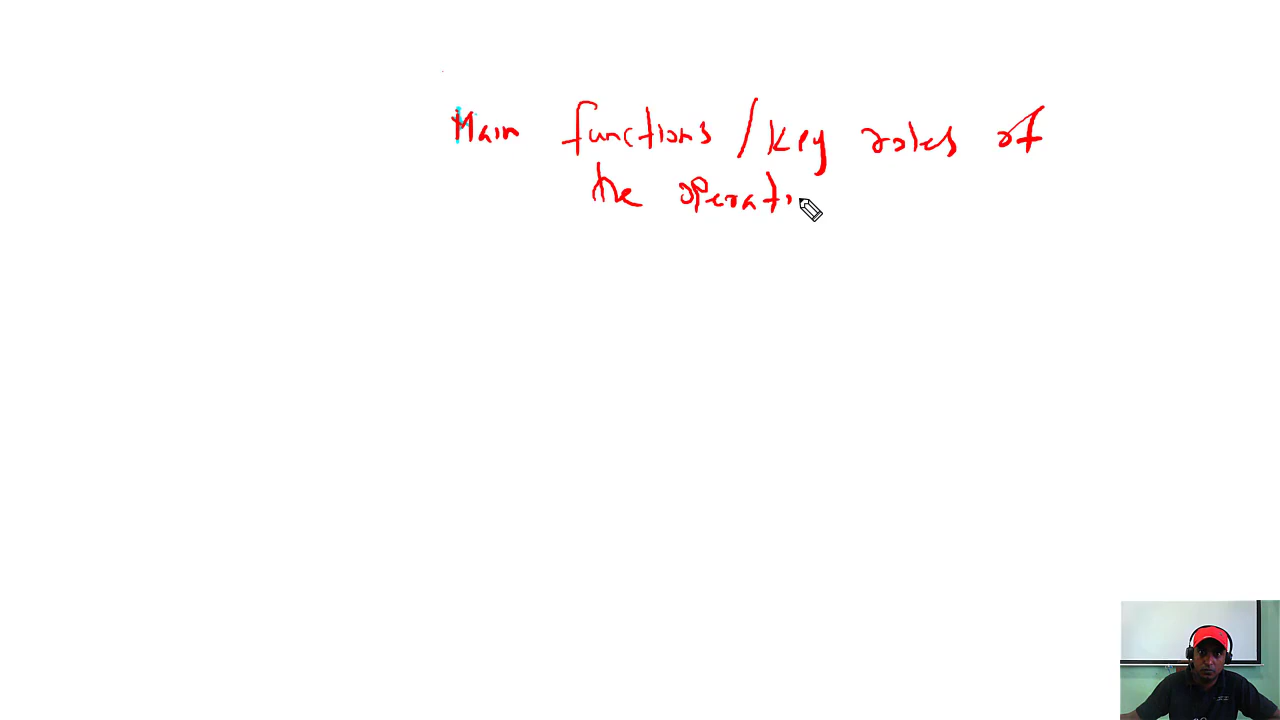 Main functions / key roles of
the operati